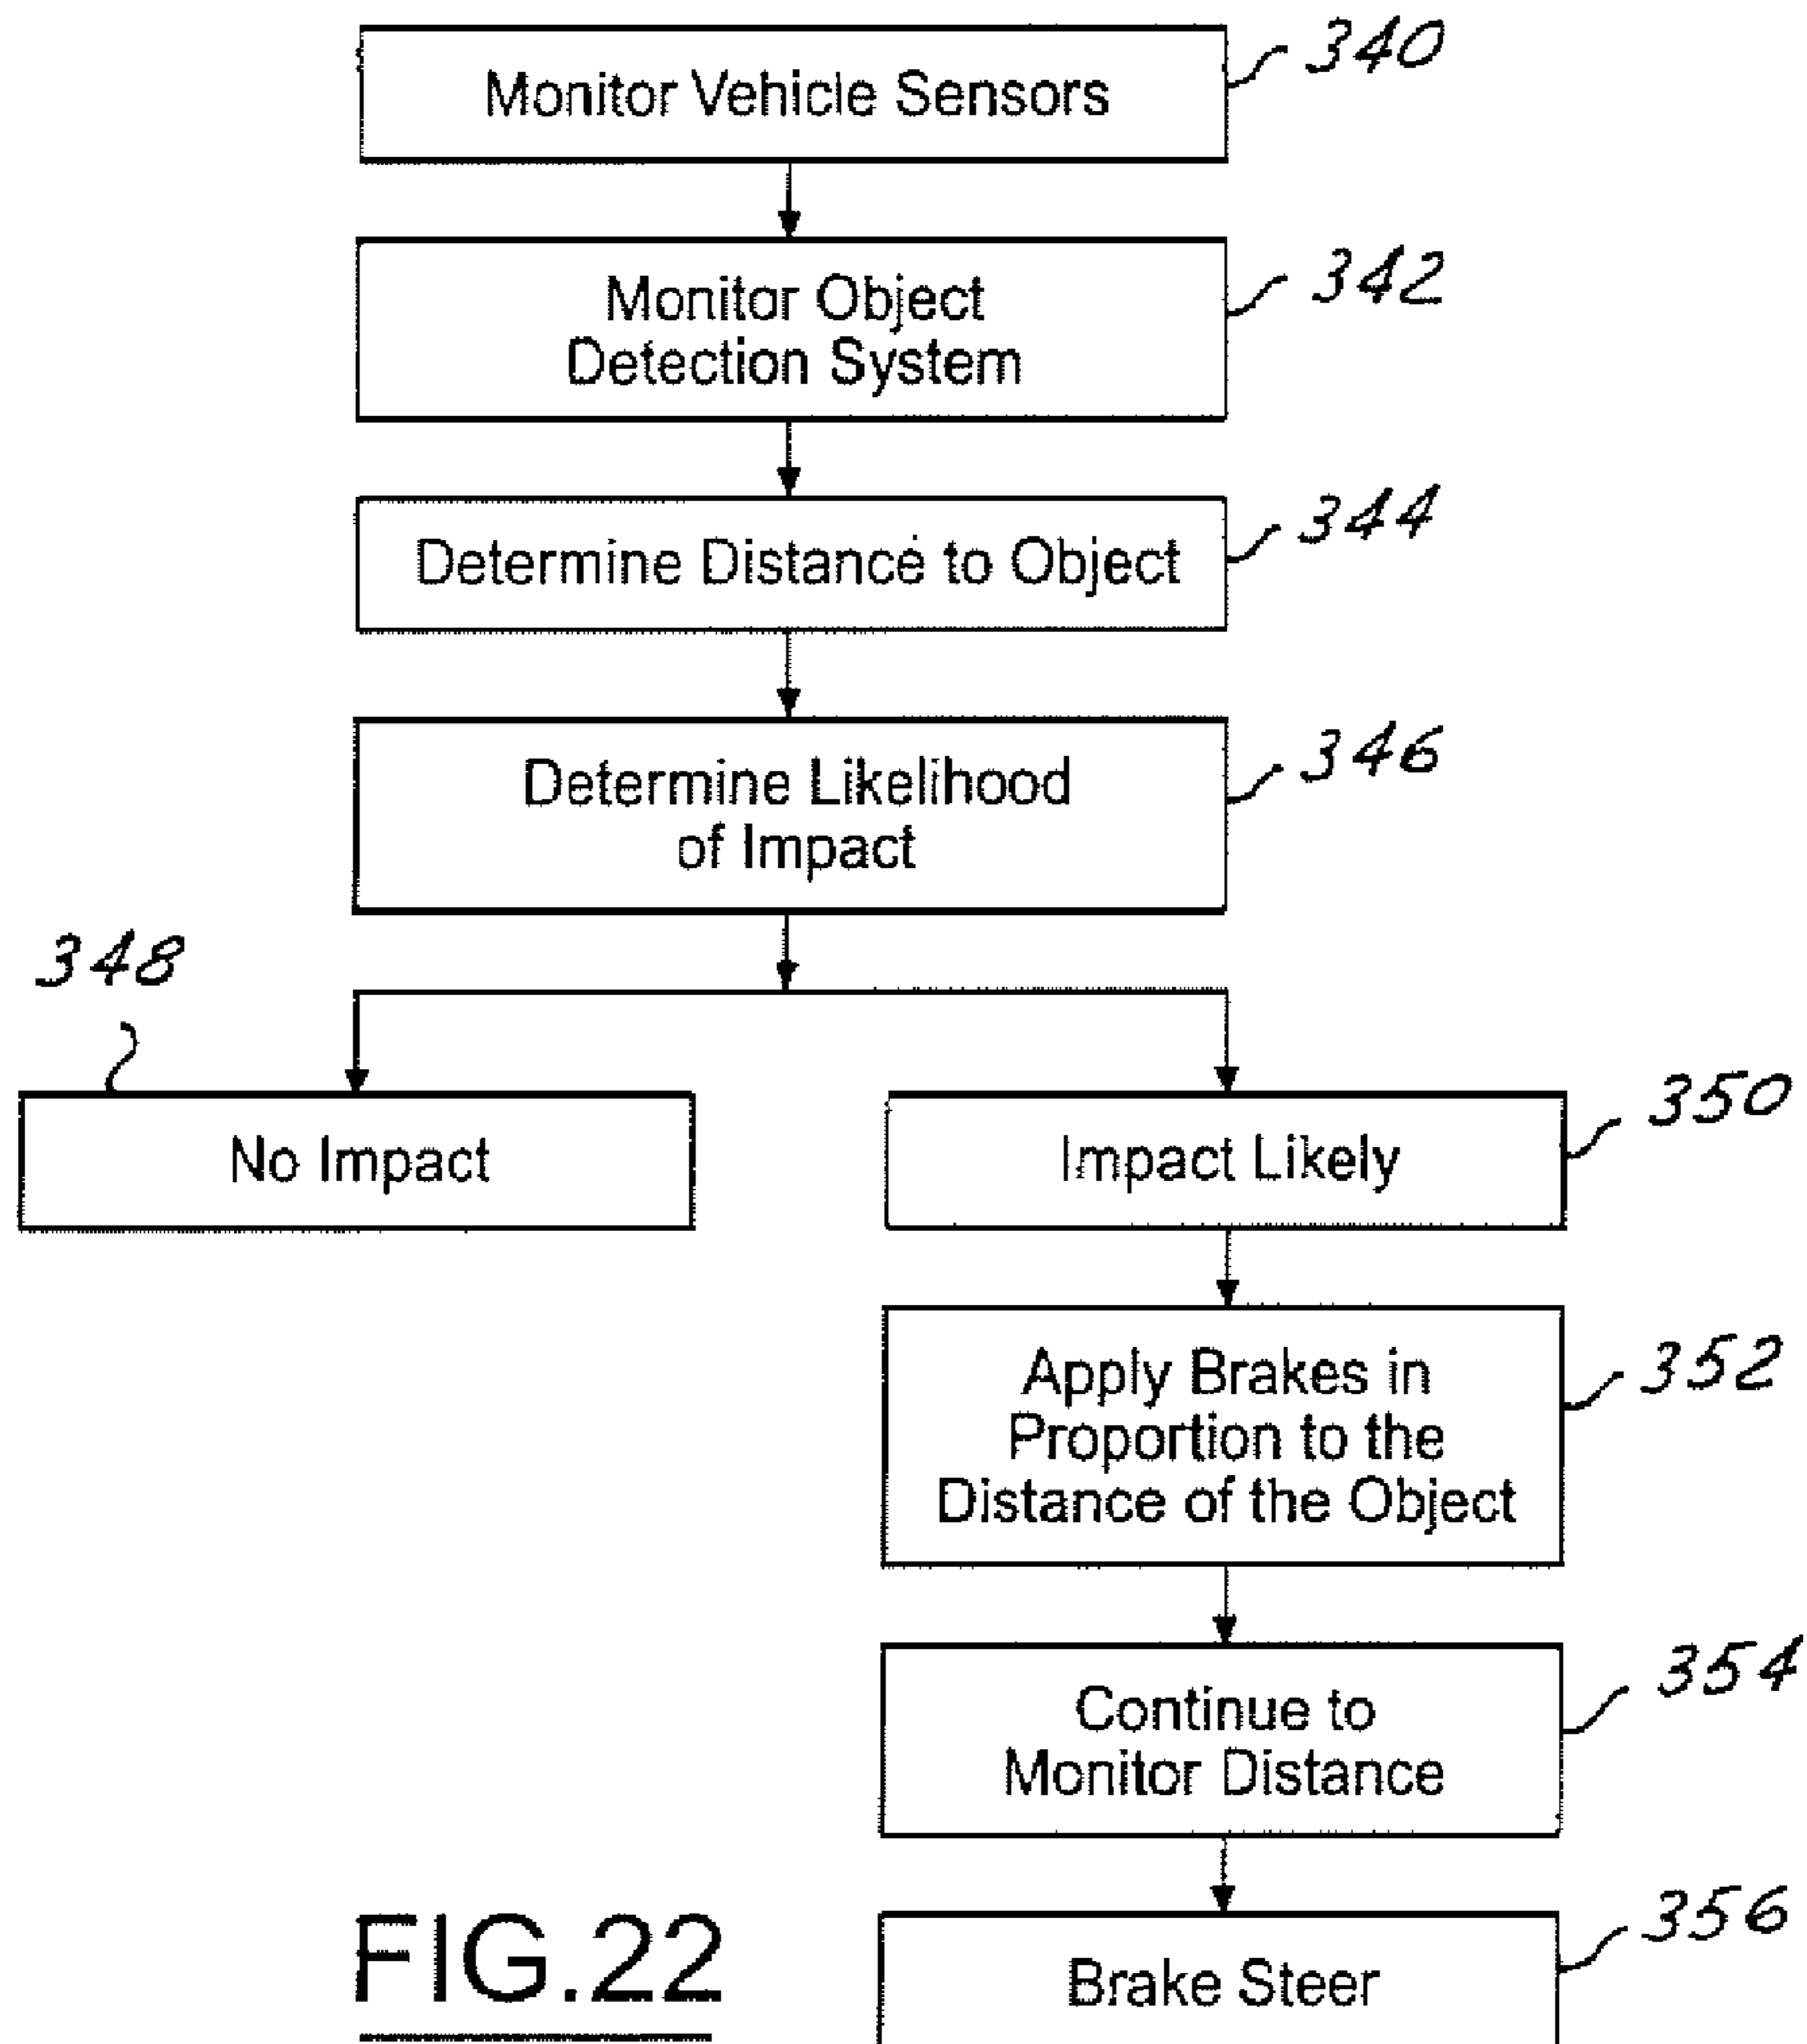 Monitor Vehicle Sensors
340
Monitor Object
Detection System
342
Determine Distance to Object
344
Determine Likelihood
of Impact
346
348
No Impact
Impact Likely
350
Apply Brakes in
Proportion to the
Distance of the Object
352
Continue to
Monitor Distance
354
Brake Steer
356
FIG.22